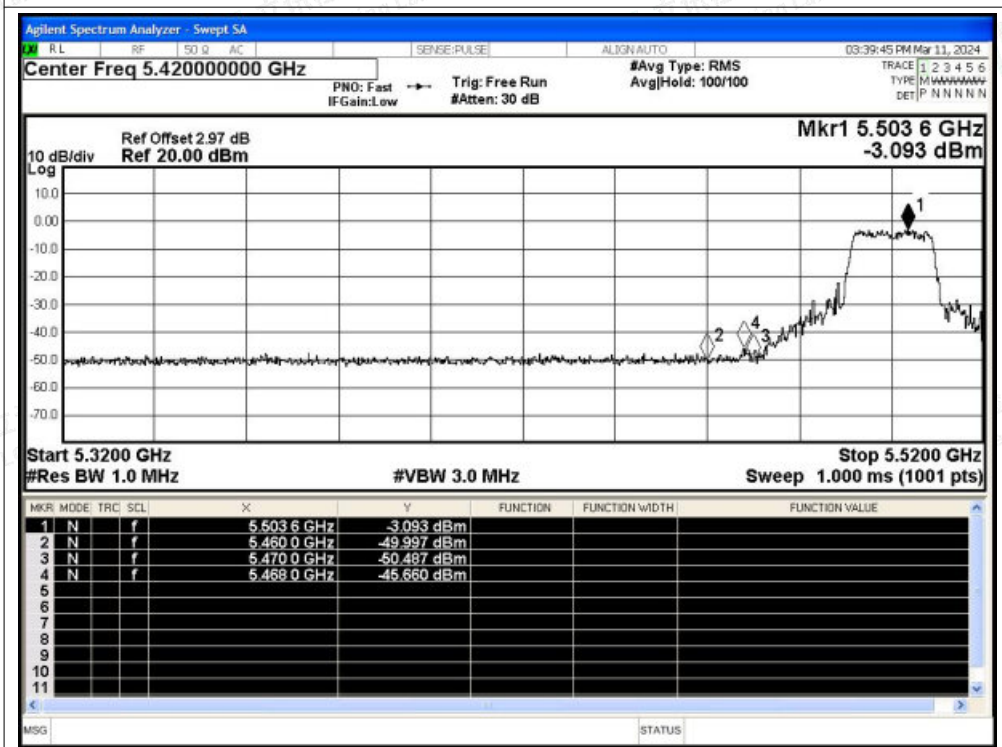 Agilent Spectrum Analyzer - Swept SA
RL RF 50 Ω AC SENSE:PULSE ALIGN AUTO 03:39:45 PM Mar 11, 2024
Center Freq 5.420000000 GHz
PNO: Fast
IFGain:Low
Trig: Free Run
#Atten: 30 dB
#Avg Type: RMS
Avg|Hold: 100/100
TRACE 1 2 3 4 5 6
TYPE M WWWWW
DET P N N N N N
Mkr1 5.503 6 GHz
-3.093 dBm
Ref Offset 2.97 dB
10 dB/div Ref 20.00 dBm
Log
10.0
0.00
-10.0
-20.0
-30.0
-40.0
-50.0
-60.0
-70.0
1
2
4
3
Start 5.3200 GHz Stop 5.5200 GHz
#Res BW 1.0 MHz #VBW 3.0 MHz Sweep 1.000 ms (1001 pts)
MKR MODE TRC SCL X Y FUNCTION FUNCTION WIDTH FUNCTION VALUE
1 N f 5.503 6 GHz -3.093 dBm
2 N f 5.460 0 GHz -49.997 dBm
3 N f 5.470 0 GHz -50.487 dBm
4 N f 5.468 0 GHz -45.660 dBm
5
6
7
8
9
10
11
MSG STATUS